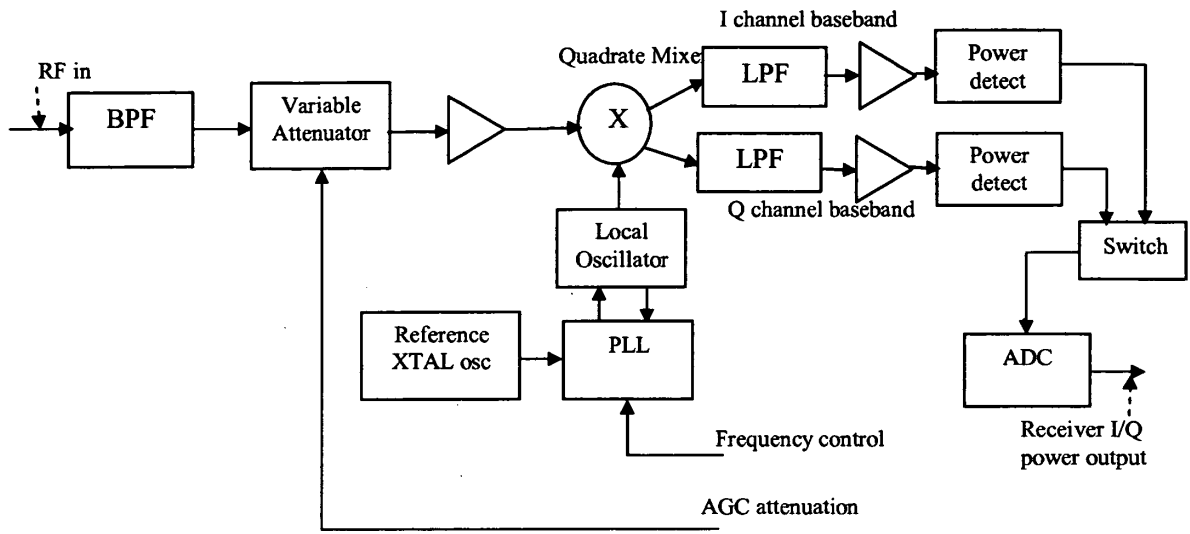 I channel baseband
Quadrate Mixe
RF in
BPF
Variable
Attenuator
X
LPF
Power
detect
LPF
Power
detect
Q channel baseband
Local
Oscillator
Switch
Reference
XTAL osc
PLL
ADC
Frequency control
Receiver I/Q
power output
AGC attenuation